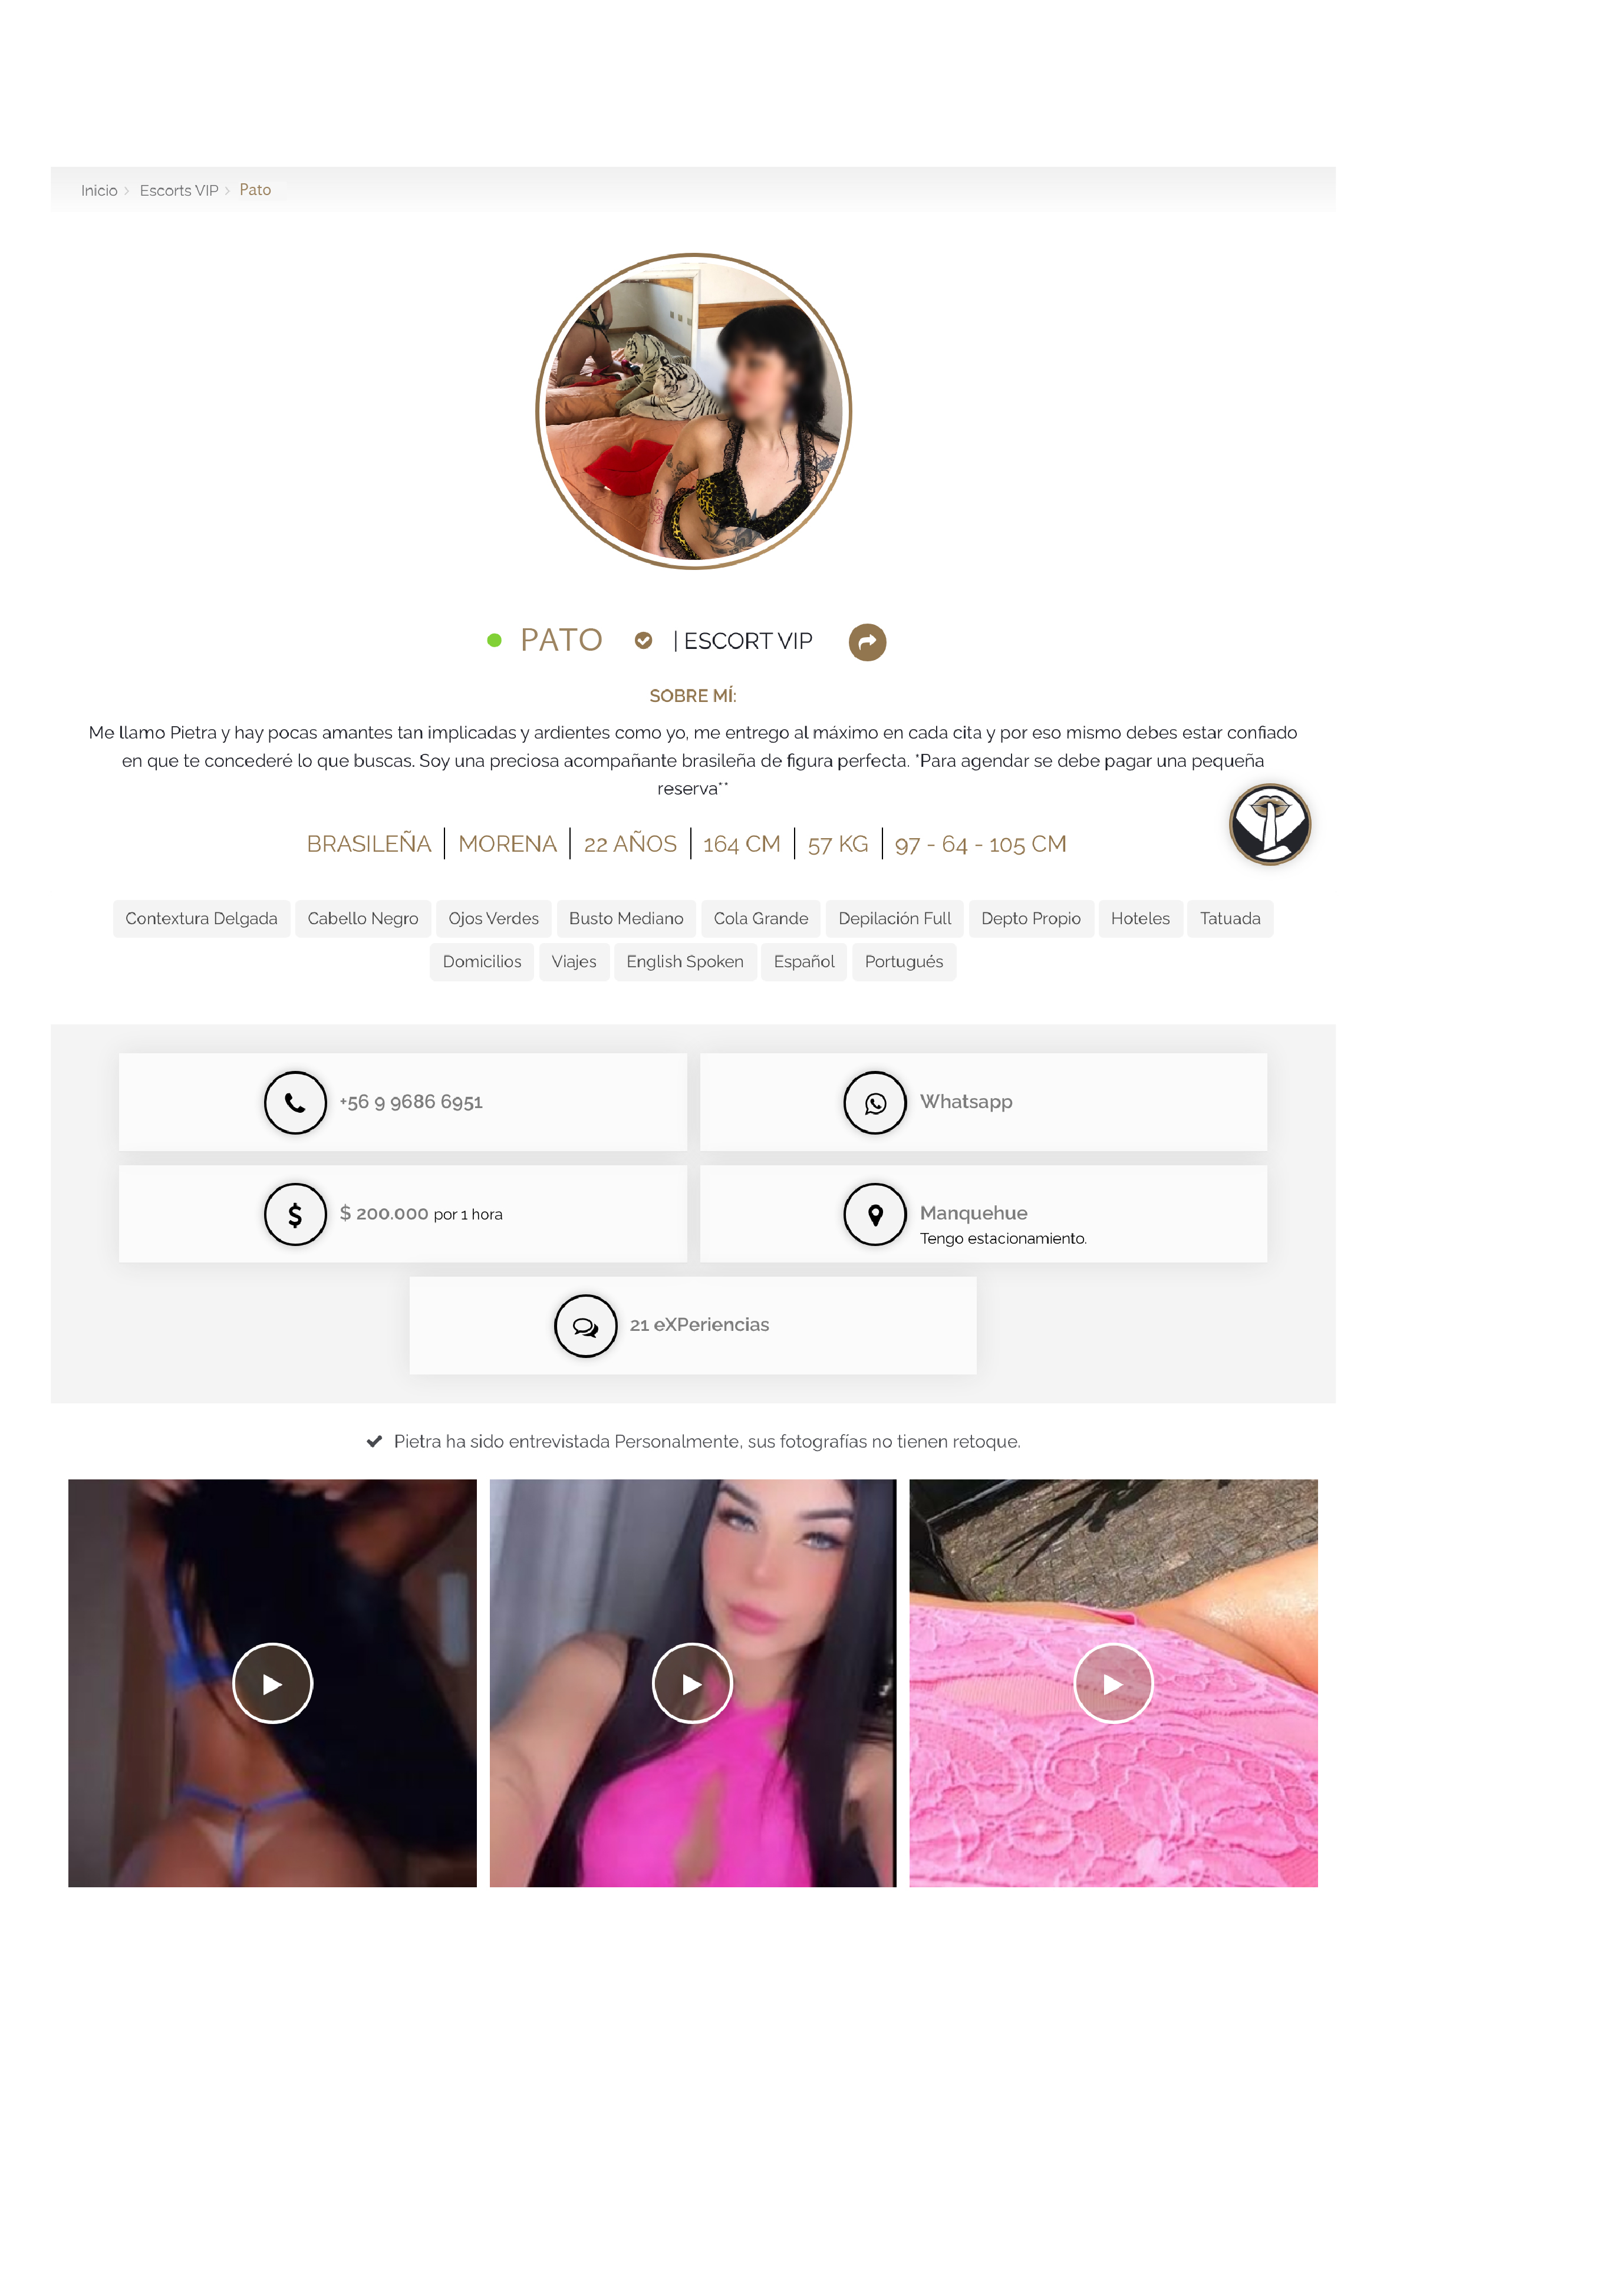 Inicio > Escorts VIP > Pato
PATO | ESCORT VIP
SOBRE MÍ:
Me llamo Pietra y hay pocas amantes tan implicadas y ardientes como yo, me entrego al máximo en cada cita y por eso mismo debes estar confiado
en que te concederé lo que buscas. Soy una preciosa acompañante brasileña de figura perfecta. *Para agendar se debe pagar una pequeña
reserva**
BRASILEÑA | MORENA | 22 AÑOS | 164 CM | 57 KG | 97 - 64 - 105 CM
Contextura Delgada Cabello Negro Ojos Verdes Busto Mediano Cola Grande Depilación Full Depto Propio Hoteles Tatuada
Domicilios Viajes English Spoken Español Portugués
+56 9 9686 6951 Whatsapp
$ 200.000 por 1 hora Manquehue
Tengo estacionamiento.
21 eXPeriencias
Pietra ha sido entrevistada Personalmente, sus fotografías no tienen retoque.